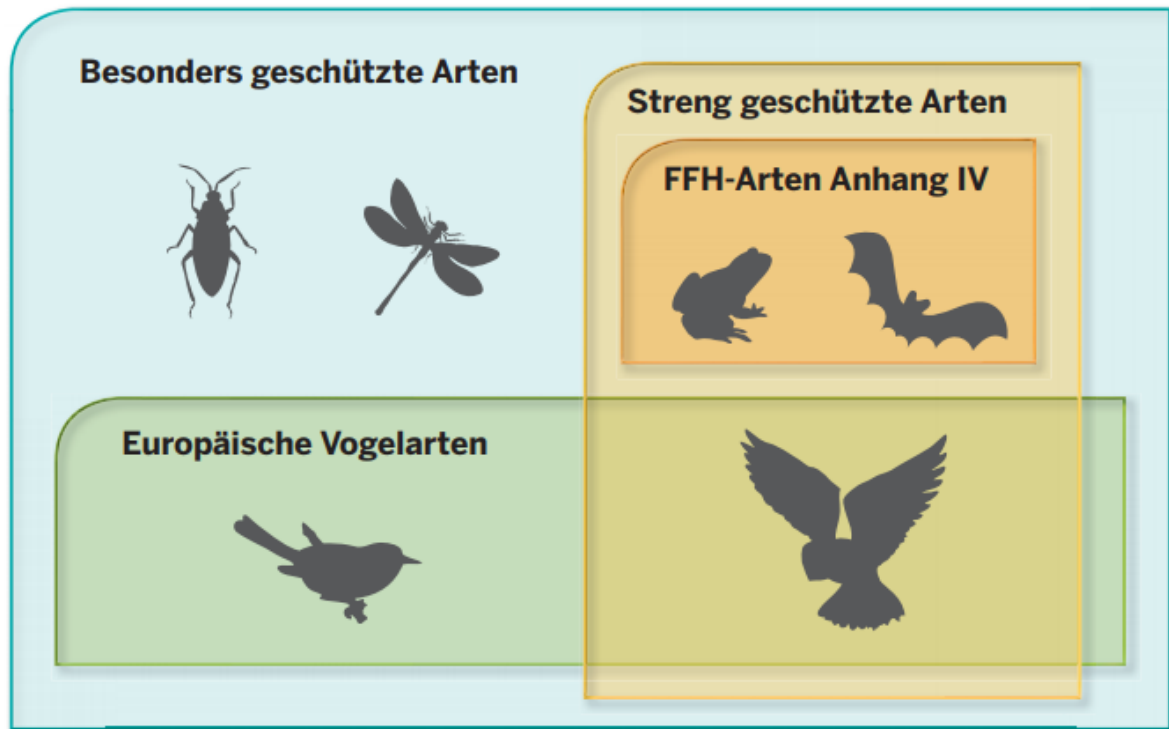 Besonders geschützte Arten
Streng geschützte Arten
FFH-Arten Anhang IV
Europäische Vogelarten